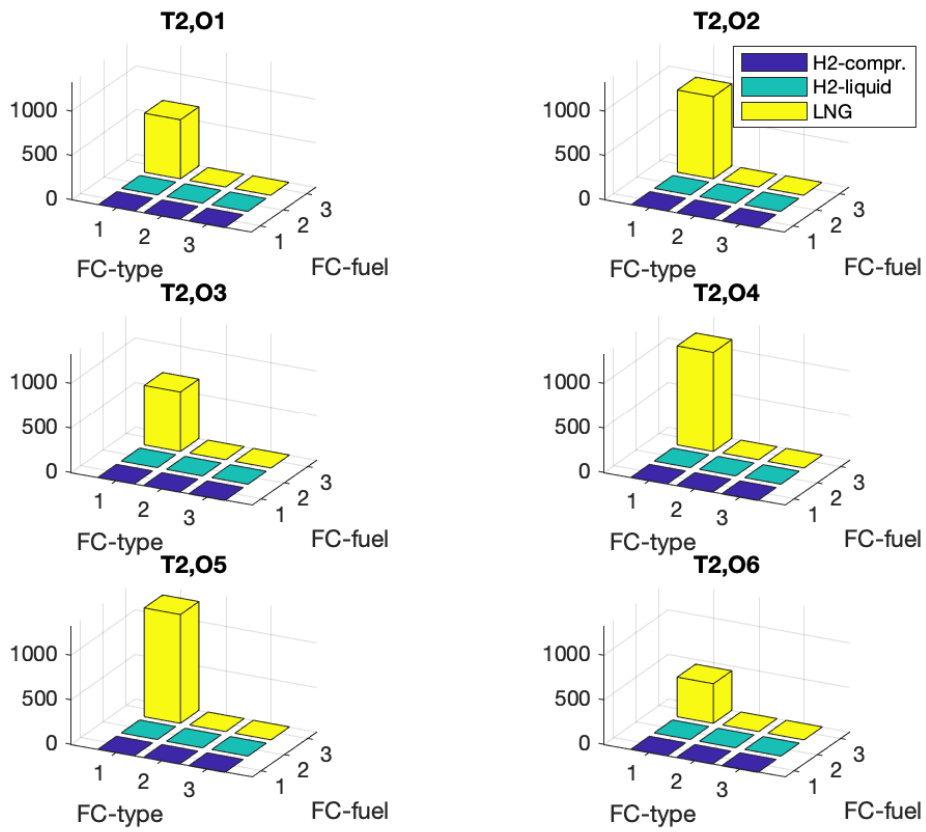 T2,O1
1000
500
0
1
2
3
1
2
3
FC-type
FC-fuel
T2,O2
H2-compr.
H2-liquid
LNG
1000
500
0
1
2
3
1
2
3
FC-type
FC-fuel
T2,O3
1000
500
0
1
2
3
1
2
3
FC-type
FC-fuel
T2,O4
1000
500
0
1
2
3
1
2
3
FC-type
FC-fuel
T2,O5
1000
500
0
1
2
3
1
2
3
FC-type
FC-fuel
T2,O6
1000
500
0
1
2
3
1
2
3
FC-type
FC-fuel